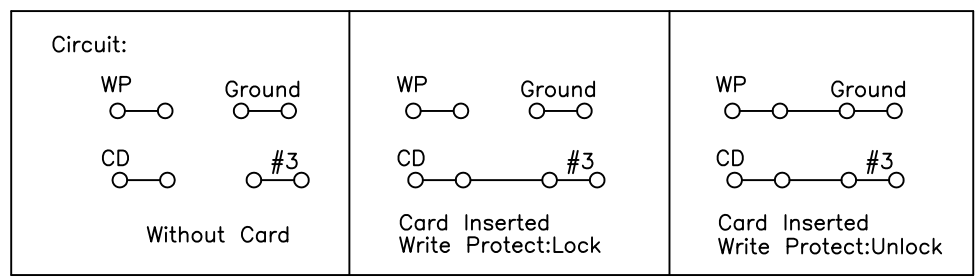 Circuit:
WP Ground
CD #3
Without Card
WP Ground
CD #3
Card Inserted
Write Protect:Lock
WP Ground
CD #3
Card Inserted
Write Protect:Unlock